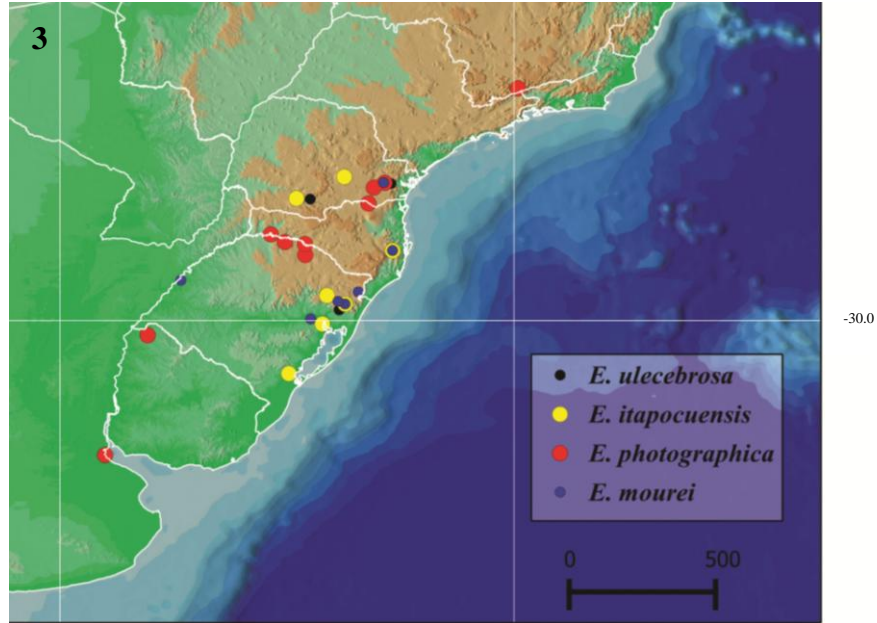 3
-30.0
E. ulecebrosa
E. itapocuensis
E. photographica
E. mourei
0 500